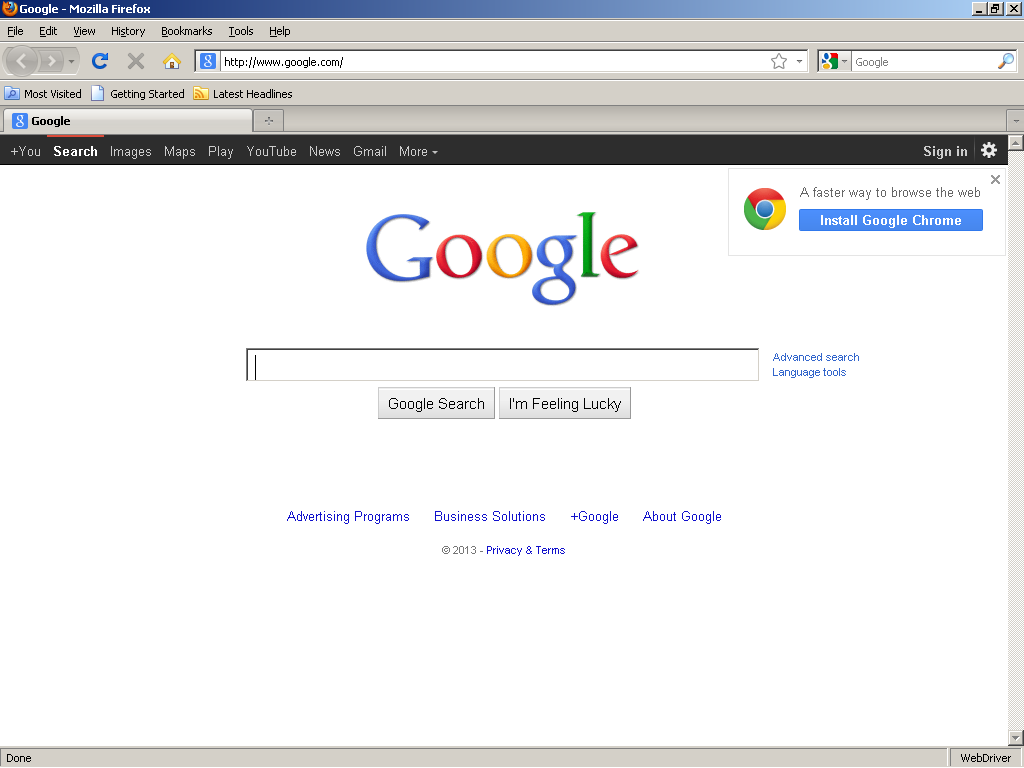 Google - Mozilla Firefox
File Edit View History Bookmarks Tools Help
http://www.google.com/ Google
Most Visited Getting Started Latest Headlines
Google
+You Search Images Maps Play YouTube News Gmail More Sign in
A faster way to browse the web
Install Google Chrome
Google
Advanced search
Language tools
Google Search I'm Feeling Lucky
Advertising Programs Business Solutions +Google About Google
© 2013 - Privacy & Terms
Done WebDriver